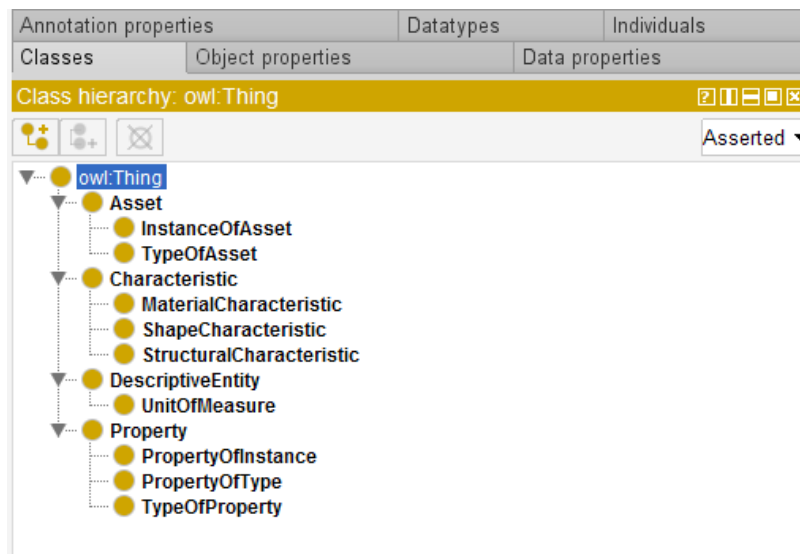 Annotation properties Datatypes Individuals
Classes Object properties Data properties
Class hierarchy: owl:Thing
Asserted
owl:Thing
Asset
InstanceOfAsset
TypeOfAsset
Characteristic
MaterialCharacteristic
ShapeCharacteristic
StructuralCharacteristic
DescriptiveEntity
UnitOfMeasure
Property
PropertyOfInstance
PropertyOfType
TypeOfProperty